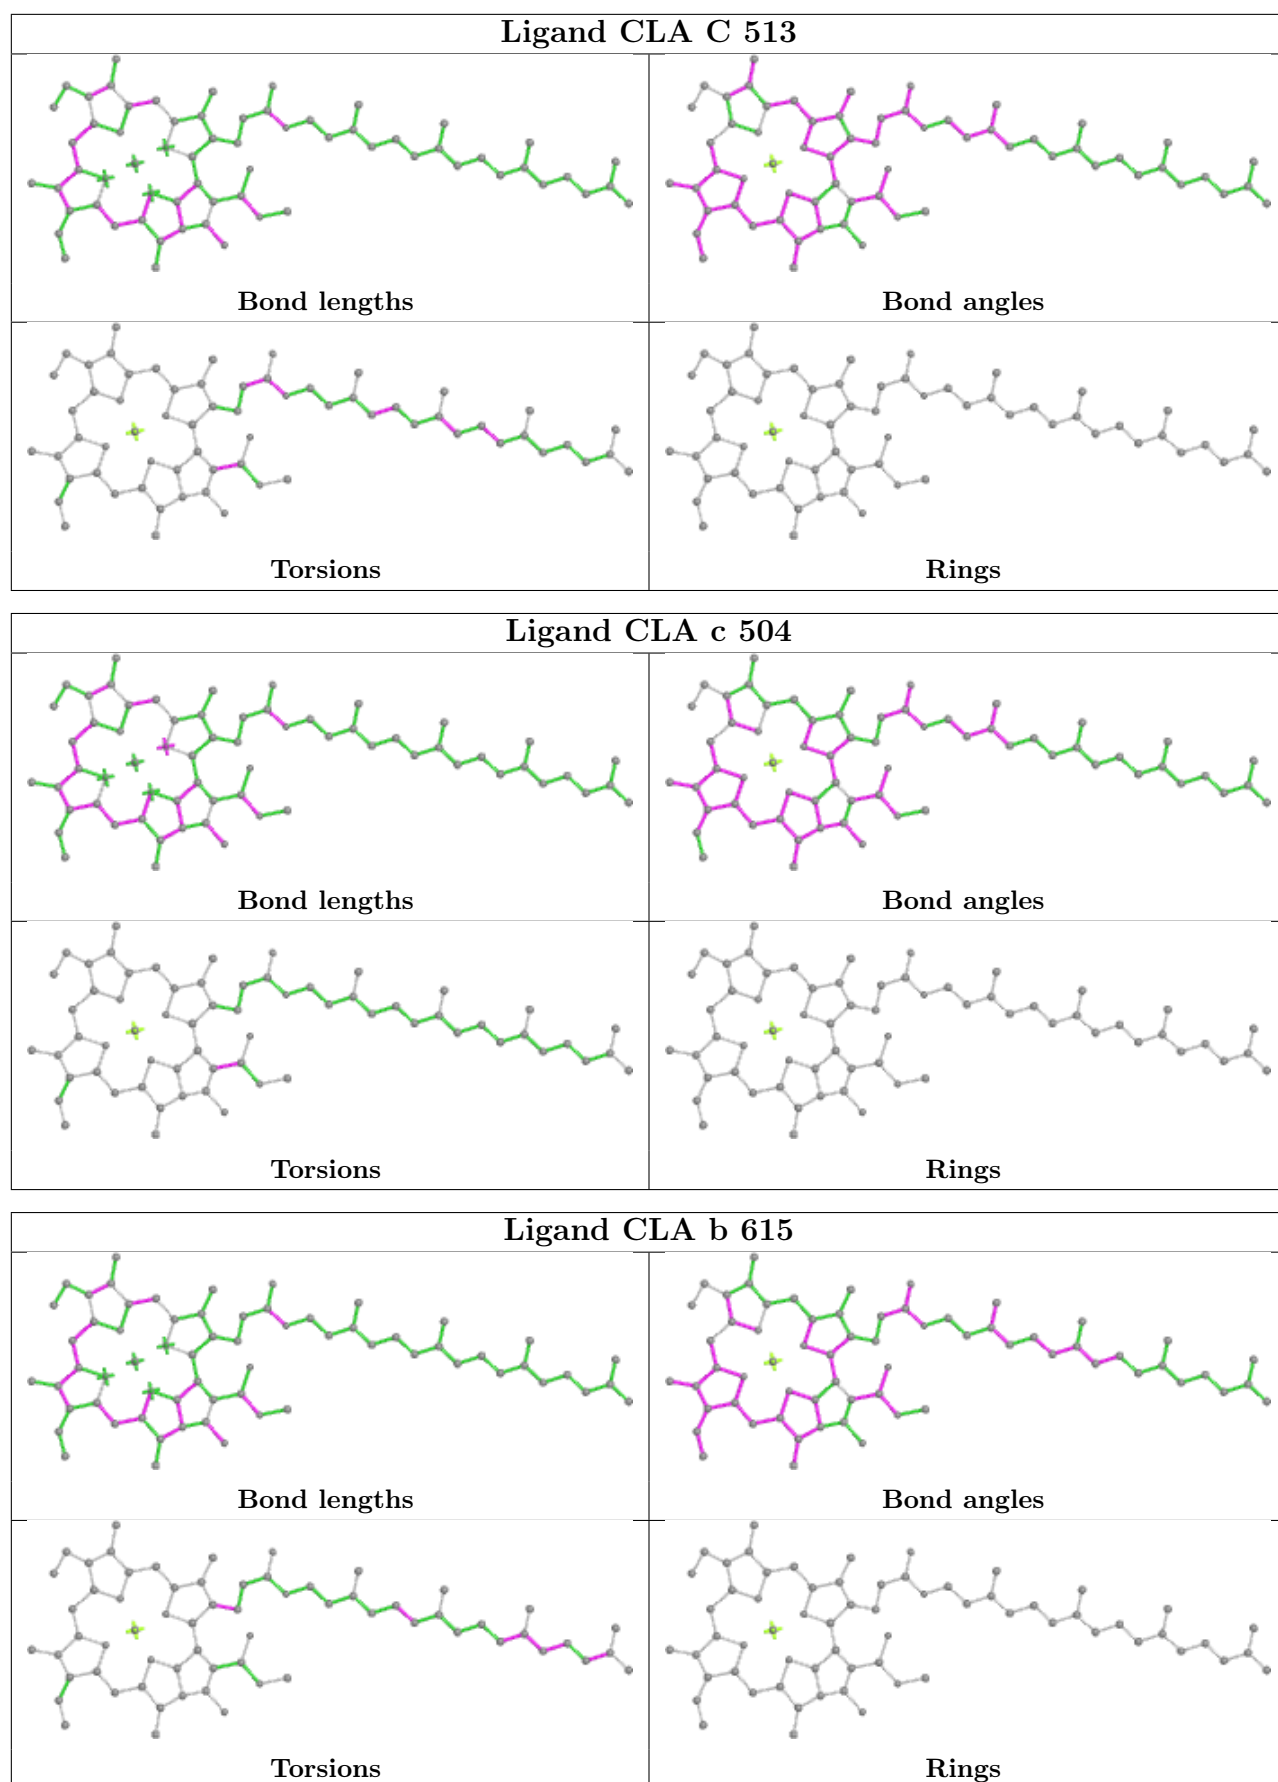 Ligand CLA C 513
Bond lengths
Bond angles
Torsions
Rings
Ligand CLA c 504
Bond lengths
Bond angles
Torsions
Rings
Ligand CLA b 615
Bond lengths
Bond angles
Torsions
Rings